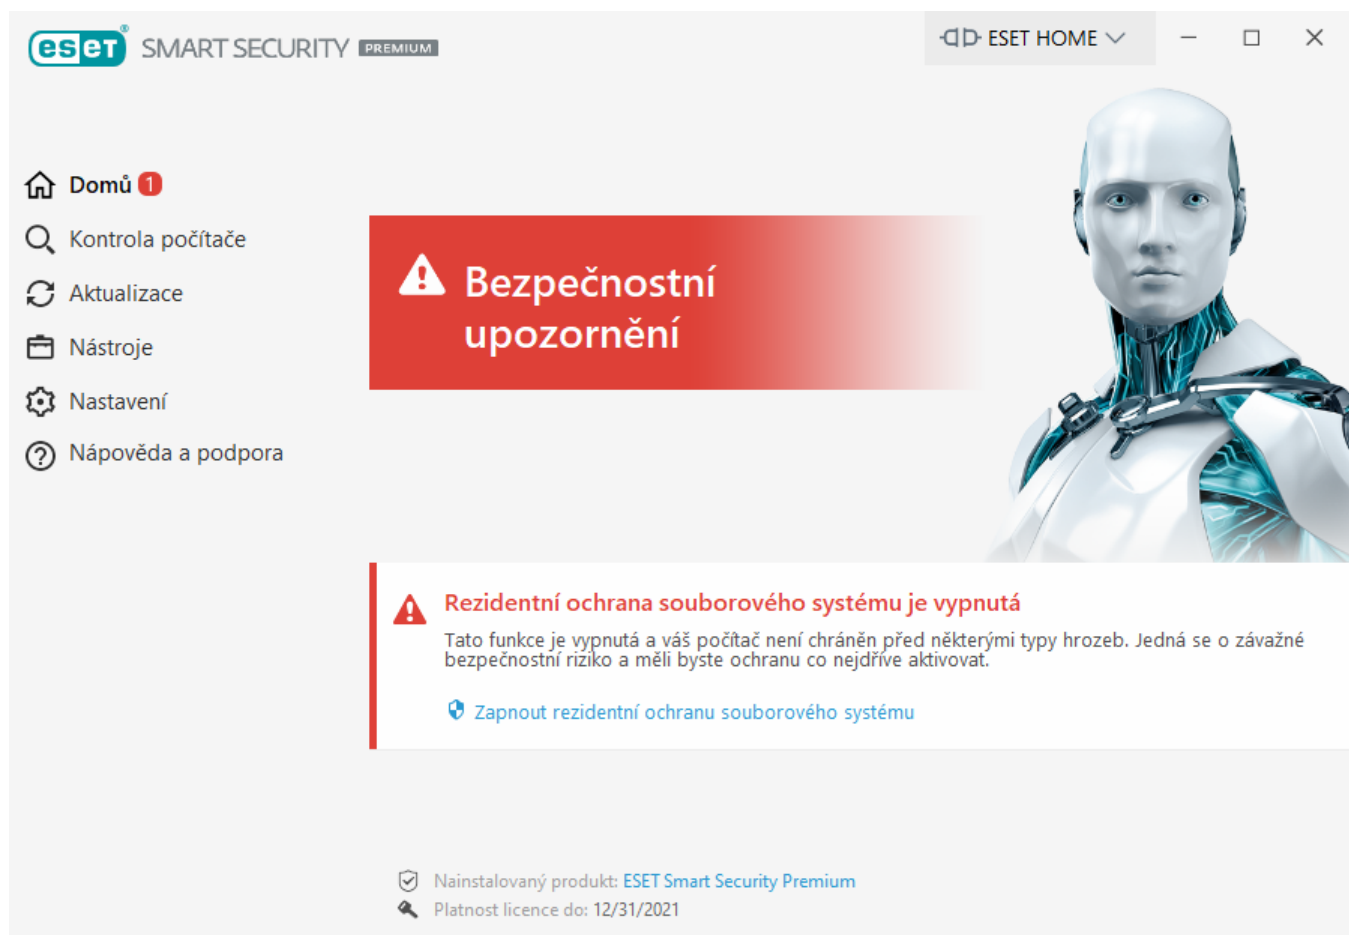 eset® SMART SECURITY PREMIUM
ESET HOME
Domů 1
Kontrola počítače
Aktualizace
Nástroje
Nastavení
Nápověda a podpora
Bezpečnostní
upozornění
Rezidentní ochrana souborového systému je vypnutá
Tato funkce je vypnutá a váš počítač není chráněn před některými typy hrozeb. Jedná se o závažné
bezpečnostní riziko a měli byste ochranu co nejdříve aktivovat.
Zapnout rezidentní ochranu souborového systému
Nainstalovaný produkt: ESET Smart Security Premium
Platnost licence do: 12/31/2021